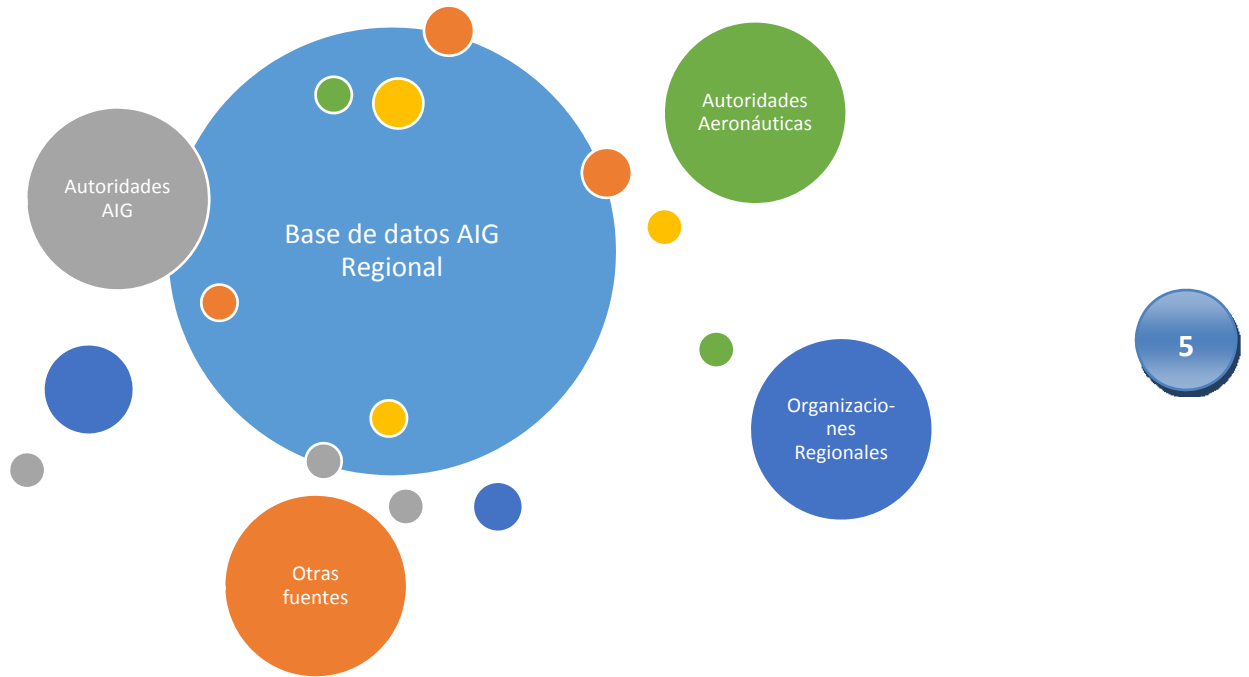 Autoridades
Aeronáuticas
Autoridades
AIG
Base de datos AIG
Regional
5
Organizacio-
nes
Regionales
Otras
fuentes